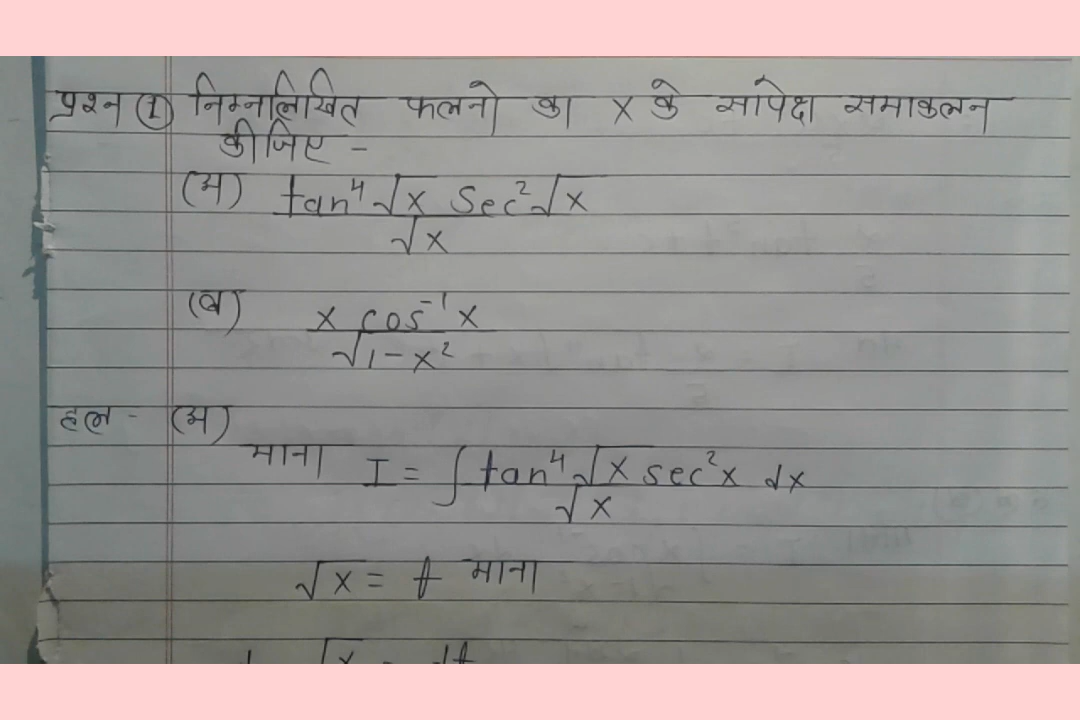 प्रश्न (1) निम्नलिखित फलनो का x के सापेक्ष समाकलन
कीजिए -
(अ) tan⁴√x Sec²√x
√x
(ब) x cos⁻¹x
√1-x²
हल - (अ)
माना I = ∫ tan⁴√x sec²x dx
√x
√x = t माना